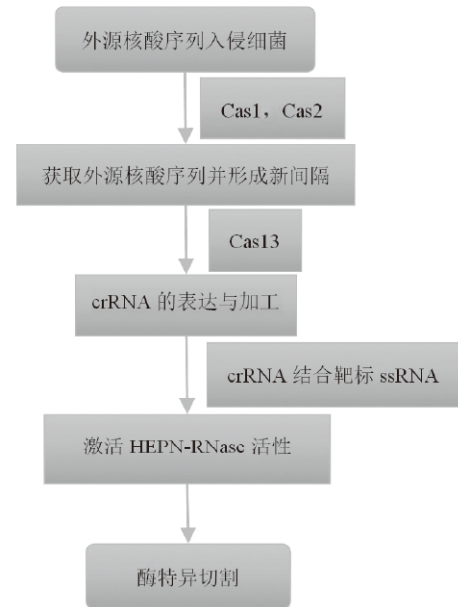 外源核酸序列入侵细菌
Cas1，Cas2
获取外源核酸序列并形成新间隔
Cas13
crRNA 的表达与加工
crRNA 结合靶标 ssRNA
激活 HEPN-RNase 活性
酶特异切割